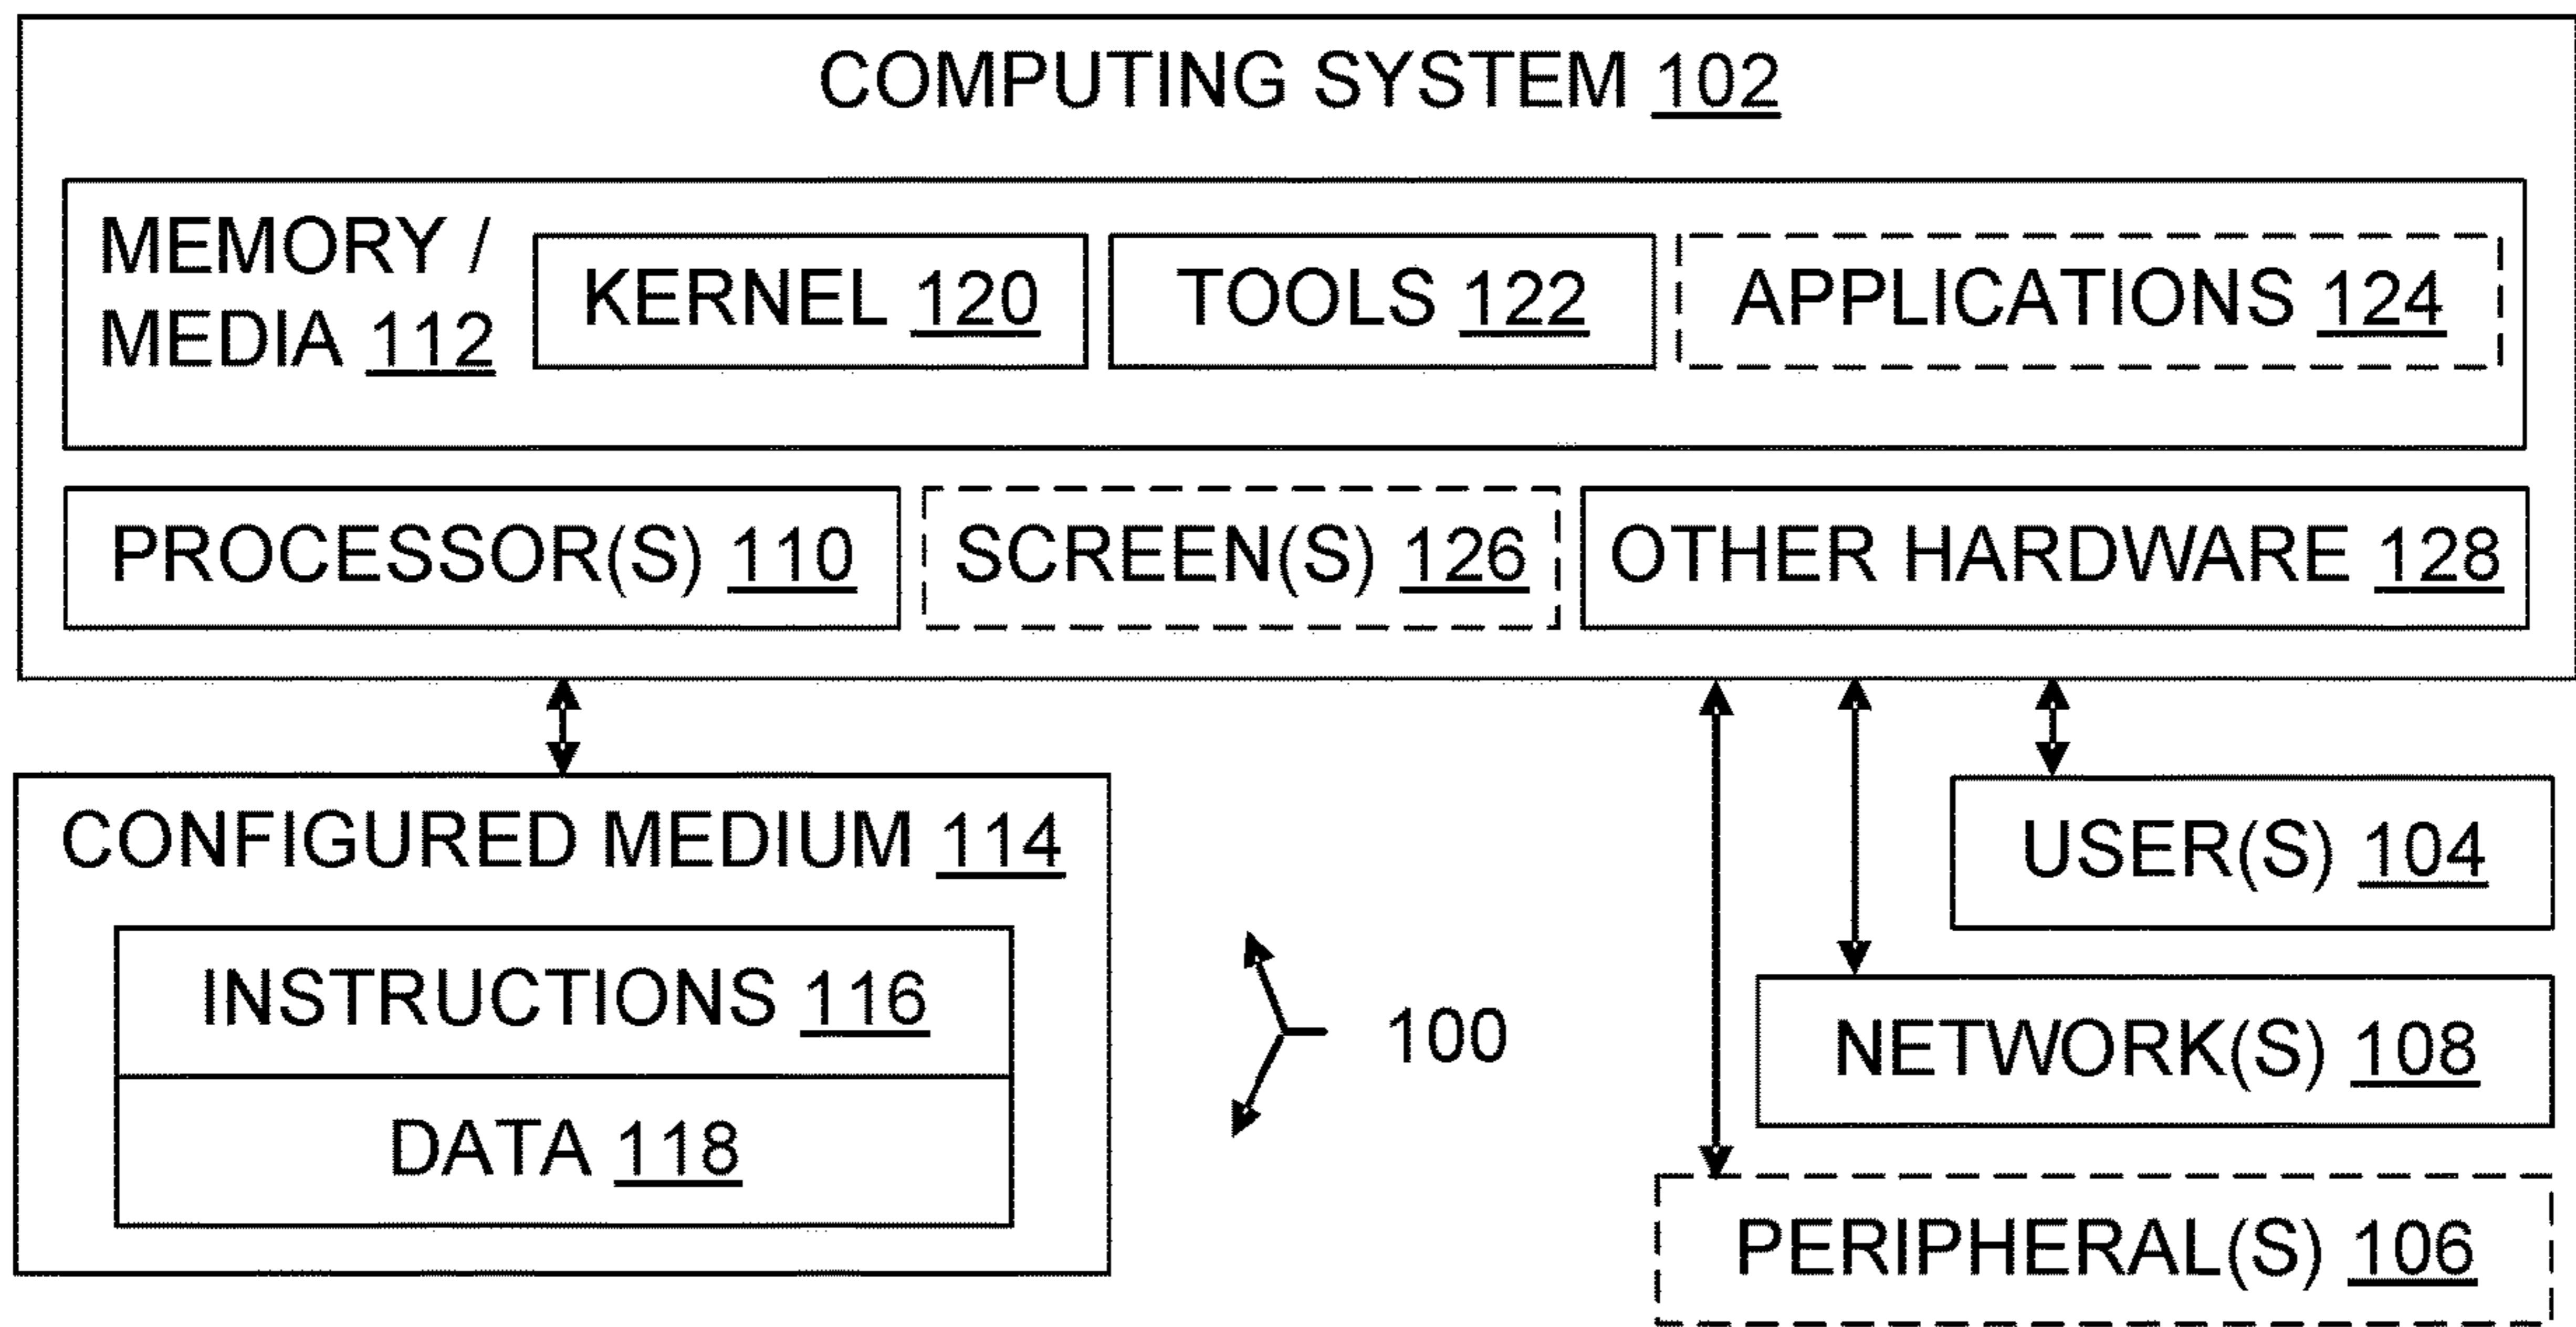 COMPUTING SYSTEM 102
MEMORY /
MEDIA 112
KERNEL 120
TOOLS 122
APPLICATIONS 124
PROCESSOR(S) 110
SCREEN(S) 126
OTHER HARDWARE 128
CONFIGURED MEDIUM 114
INSTRUCTIONS 116
DATA 118
100
USER(S) 104
NETWORK(S) 108
PERIPHERAL(S) 106